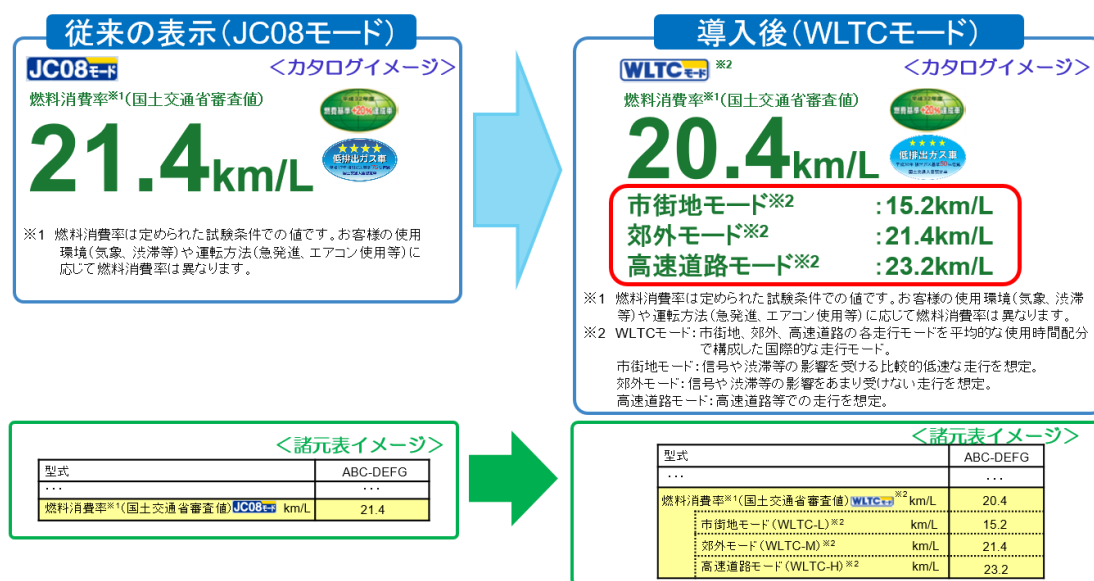 従来の表示(JC08モード)
JC08モード
<カタログイメージ>
燃料消費率※1(国土交通省審査値)
21.4km/L
★★★★
低排出ガス車
※1 燃料消費率は定められた試験条件での値です。お客様の使用
環境(気象、渋滞等)や運転方法(急発進、エアコン使用等)に
応じて燃料消費率は異なります。
導入後(WLTCモード)
WLTCモード ※2
<カタログイメージ>
燃料消費率※1(国土交通省審査値)
20.4km/L
★★★★
低排出ガス車
市街地モード※2 :15.2km/L
郊外モード※2 :21.4km/L
高速道路モード※2 :23.2km/L
※1 燃料消費率は定められた試験条件での値です。お客様の使用環境(気象、渋滞
等)や運転方法(急発進、エアコン使用等)に応じて燃料消費率は異なります。
※2 WLTCモード:市街地、郊外、高速道路の各走行モードを平均的な使用時間配分
で構成した国際的な走行モード。
市街地モード:信号や渋滞等の影響を受ける比較的低速な走行を想定。
郊外モード:信号や渋滞等の影響をあまり受けない走行を想定。
高速道路モード:高速道路等での走行を想定。
<諸元表イメージ>
型式 ABC-DEFG
... ...
燃料消費率※1(国土交通省審査値)JC08モード km/L 21.4
<諸元表イメージ>
型式 ABC-DEFG
... ...
燃料消費率※1(国土交通省審査値)WLTCモード※2 km/L 20.4
市街地モード(WLTC-L)※2 km/L 15.2
郊外モード(WLTC-M)※2 km/L 21.4
高速道路モード(WLTC-H)※2 km/L 23.2